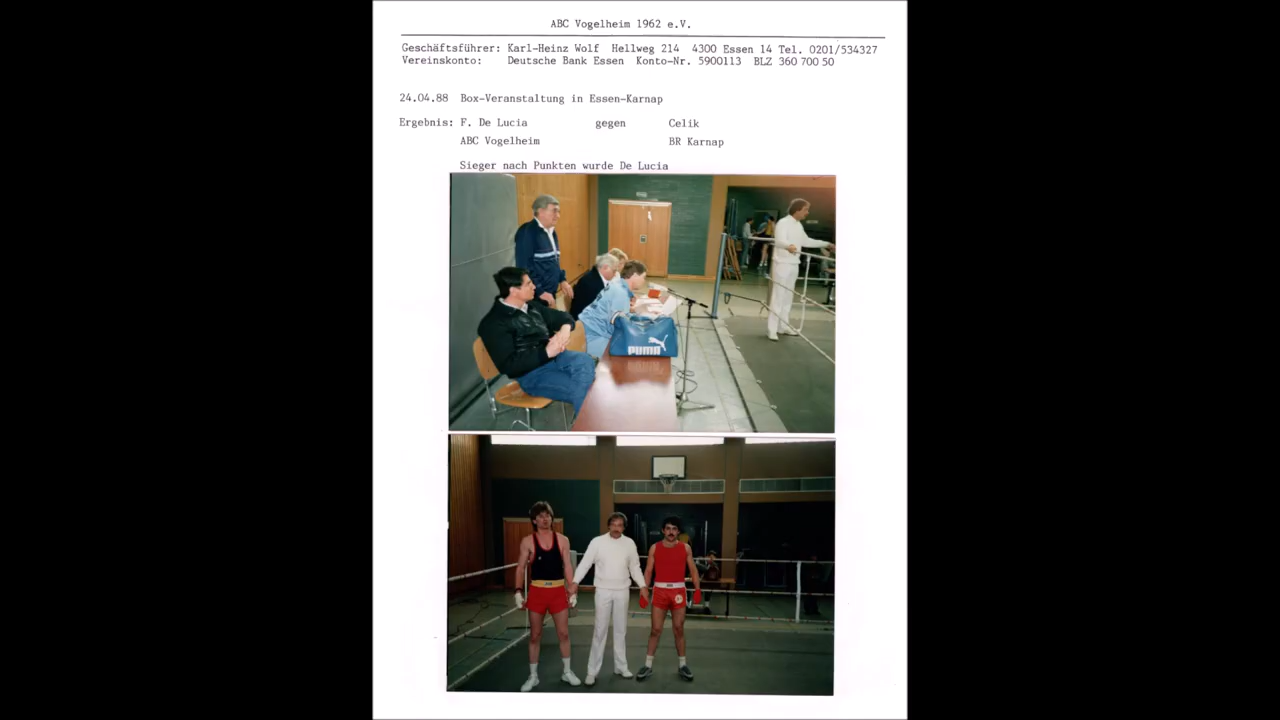 ABC Vogelheim 1962 e.V.
Geschäftsführer: Karl-Heinz Wolf Hellweg 214 4300 Essen 14 Tel. 0201/534327
Vereinskonto: Deutsche Bank Essen Konto-Nr. 5900113 BLZ 360 700 50
24.04.88 Box-Veranstaltung in Essen-Karnap
Ergebnis: F. De Lucia gegen Celik
ABC Vogelheim BR Karnap
Sieger nach Punkten wurde De Lucia
PUMA